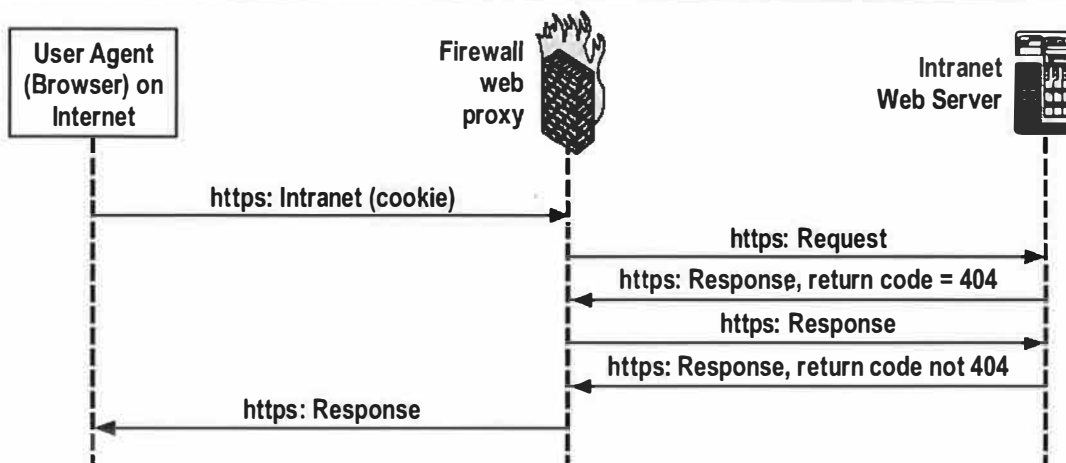 User Agent
(Browser) on
Internet
Firewall
web
proxy
Intranet
Web Server
https: Intranet (cookie)
https: Request
https: Response, return code = 404
https: Response
https: Response, return code not 404
https: Response